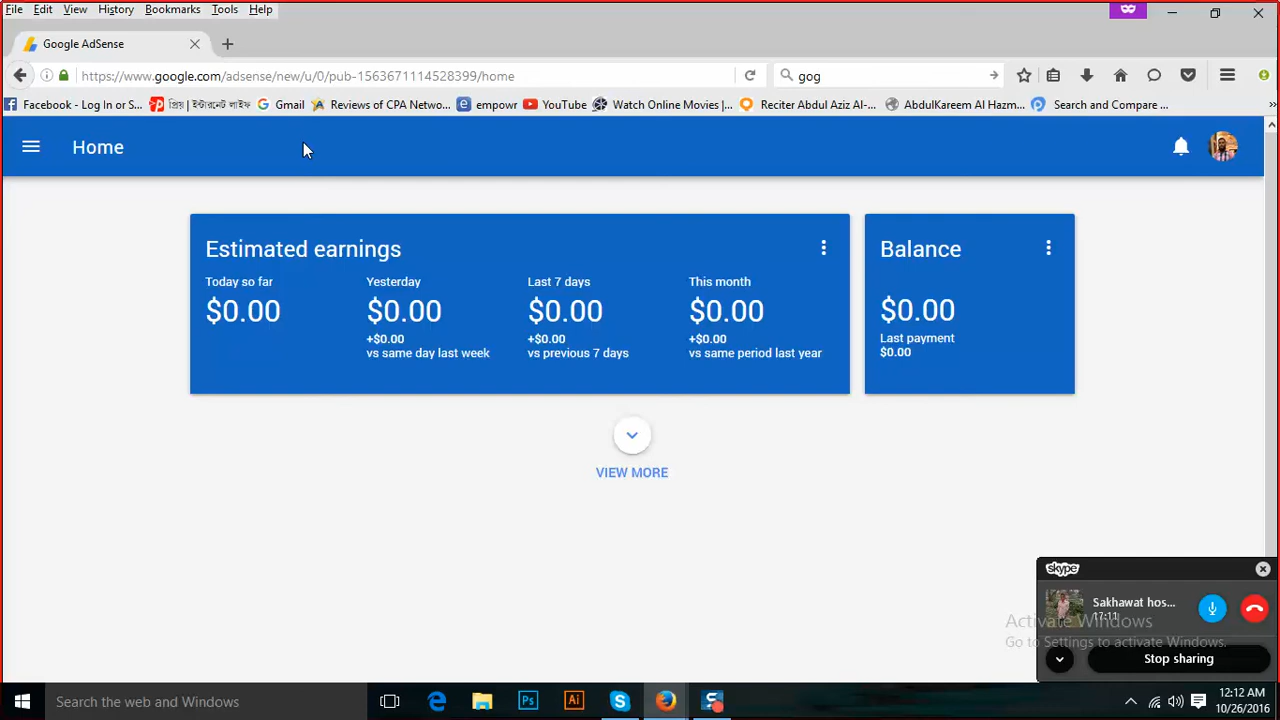 File Edit View History Bookmarks Tools Help
Google AdSense
https://www.google.com/adsense/new/u/0/pub-1563671114528399/home
gog
Facebook - Log In or S... প্রিয় | ইন্টারনেট লাইফ Gmail Reviews of CPA Netwo... empowr YouTube Watch Online Movies |... Reciter Abdul Aziz Al-... AbdulKareem Al Hazm... Search and Compare ...
Home
Estimated earnings
Today so far
$0.00
Yesterday
$0.00
+$0.00
vs same day last week
Last 7 days
$0.00
+$0.00
vs previous 7 days
This month
$0.00
+$0.00
vs same period last year
Balance
$0.00
Last payment
$0.00
VIEW MORE
skype
Sakhawat hos...
17:11
Activate Windows
Go to Settings to activate Windows.
Stop sharing
Search the web and Windows
Ps
Ai
12:12 AM
10/26/2016